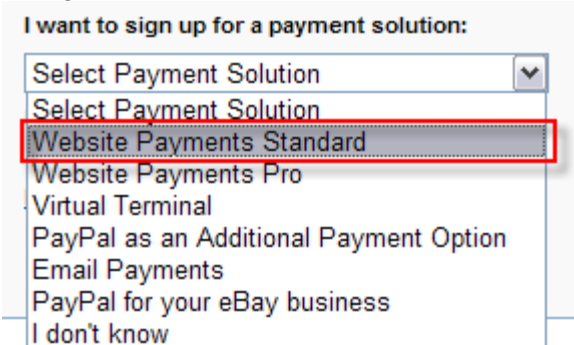 I want to sign up for a payment solution:
Select Payment Solution
Select Payment Solution
Website Payments Standard
Website Payments Pro
Virtual Terminal
PayPal as an Additional Payment Option
Email Payments
PayPal for your eBay business
I don't know